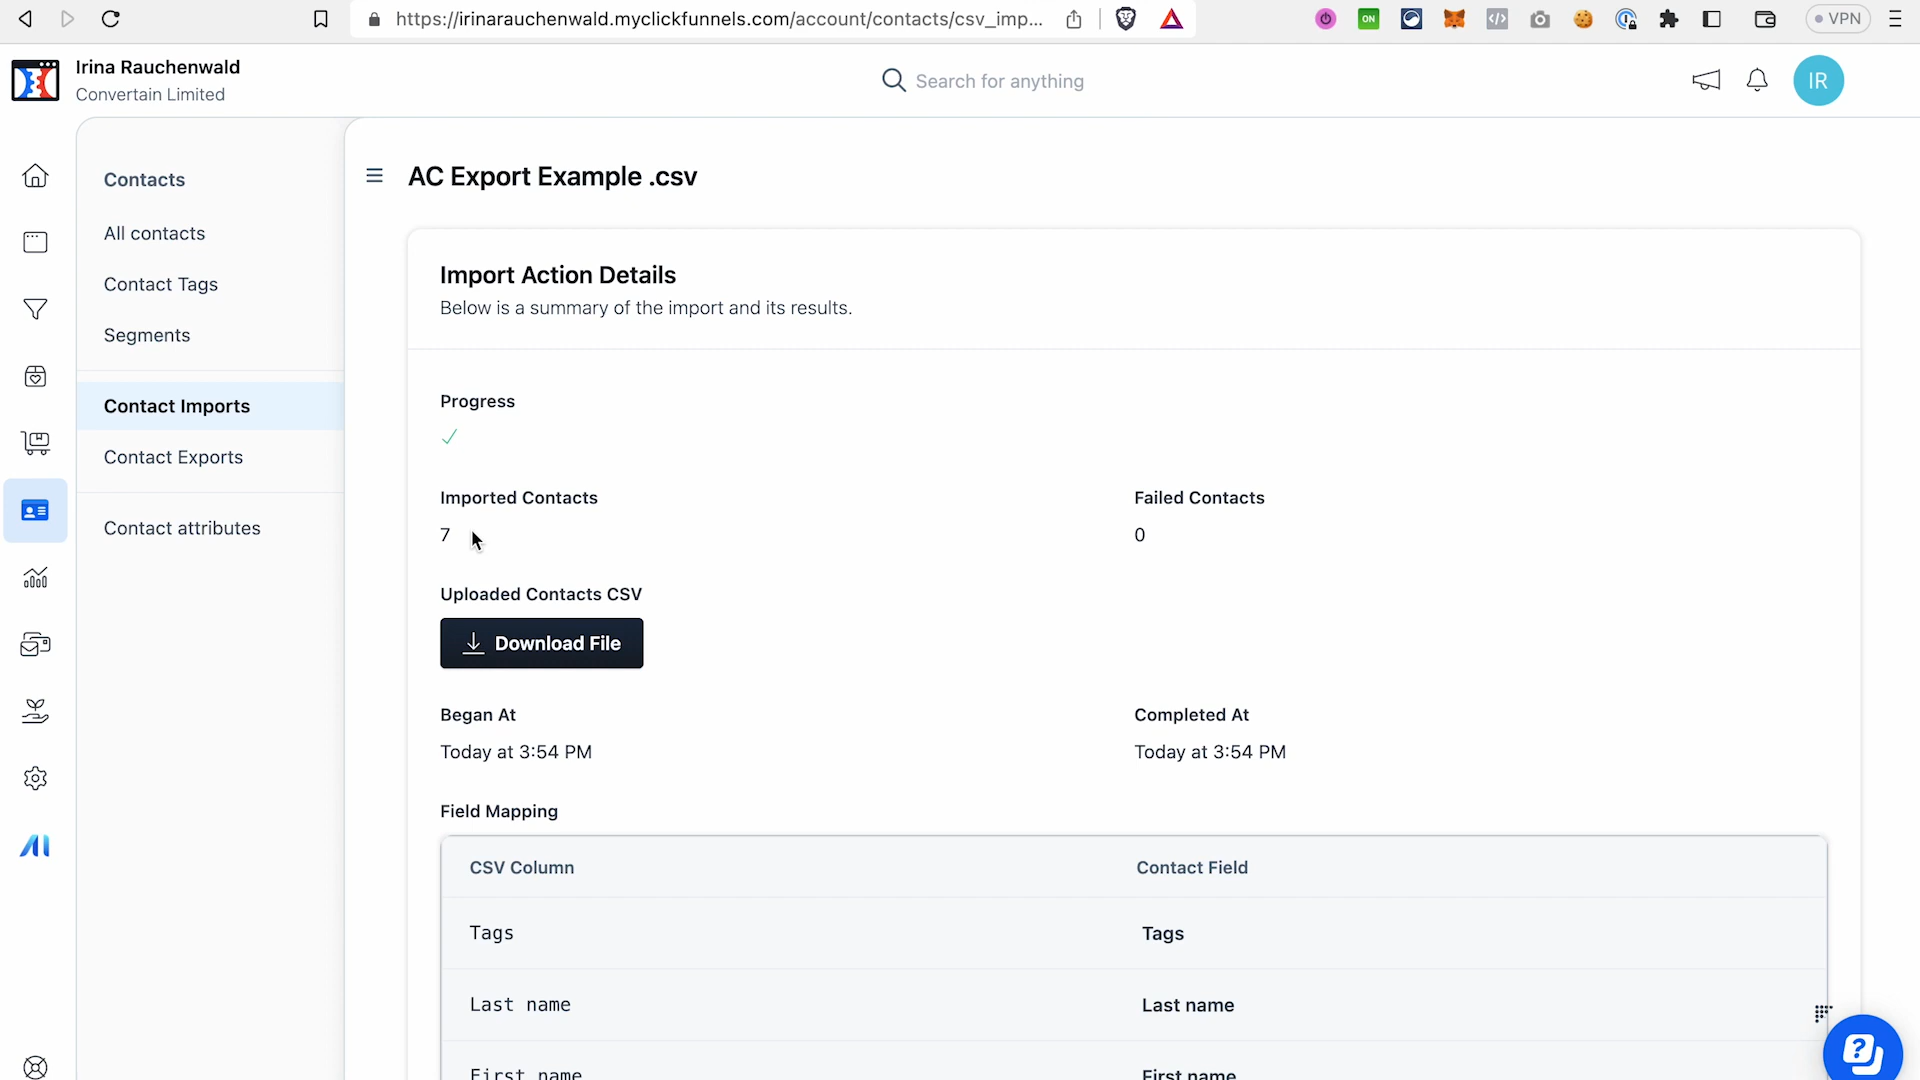 https://irinarauchenwald.myclickfunnels.com/account/contacts/csv_imp...
ON
VPN
Irina Rauchenwald
Convertain Limited
Search for anything
IR
Contacts
All contacts
Contact Tags
Segments
Contact Imports
Contact Exports
Contact attributes
AC Export Example .csv
Import Action Details
Below is a summary of the import and its results.
Progress
Imported Contacts
Failed Contacts
7
0
Uploaded Contacts CSV
Download File
Began At
Completed At
Today at 3:54 PM
Today at 3:54 PM
Field Mapping
CSV Column
Contact Field
Tags
Tags
Last name
Last name
First name
First name
AI
?